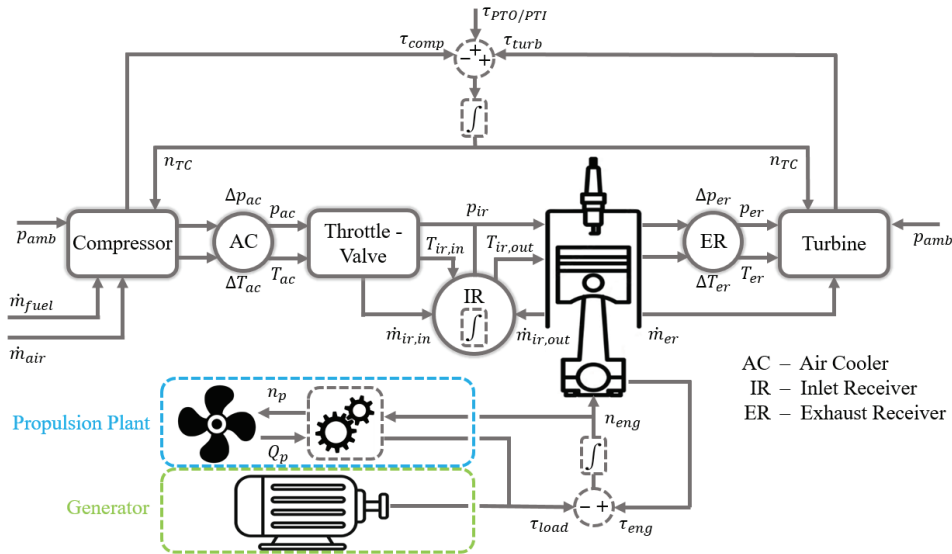 τ_PTO/PTI
τ_comp
-
+
+
τ_turb
∫
n_TC
n_TC
Δp_ac
p_ac
p_ir
Δp_er
p_er
p_amb
Compressor
AC
Throttle -
Valve
T_ir,in
T_ir,out
ER
Turbine
p_amb
ΔT_ac
T_ac
IR
∫
ΔT_er
T_er
ṁ_fuel
ṁ_air
ṁ_ir,in
ṁ_ir,out
ṁ_er
AC – Air Cooler
IR – Inlet Receiver
ER – Exhaust Receiver
Propulsion Plant
n_p
Q_p
n_eng
∫
Generator
τ_load
-
+
τ_eng